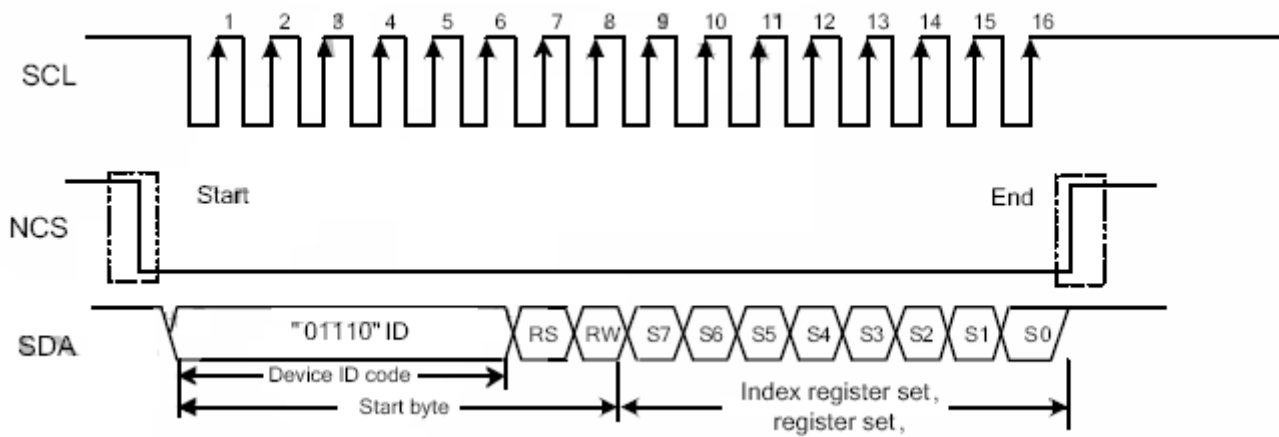 1 2 3 4 5 6 7 8 9 10 11 12 13 14 15 16
SCL
Start
End
NCS
SDA
"01110" ID
RS
RW
S7
S6
S5
S4
S3
S2
S1
S0
Device ID code
Start byte
Index register set,
register set,